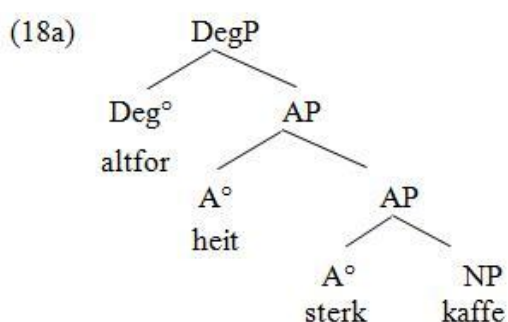 (18a) DegP
Deg° AP
altfor
A° AP
heit
A° NP
sterk kaffe